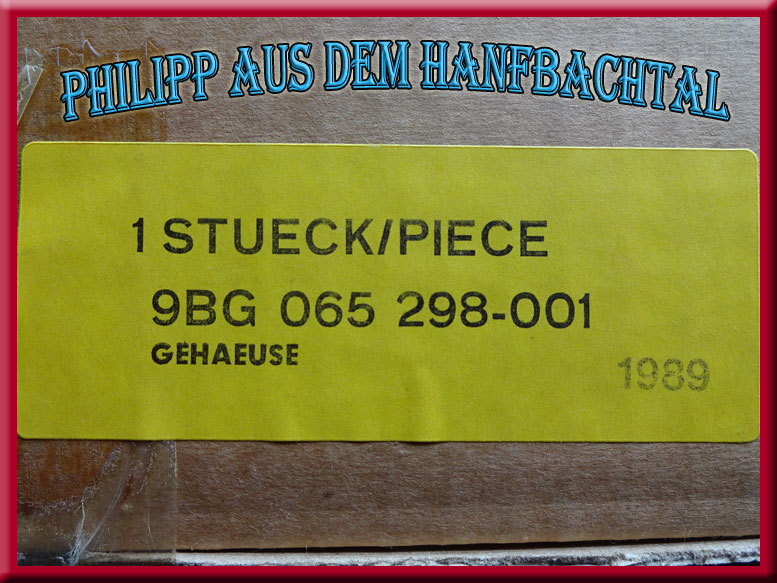 PHILIPP AUS DEM HANFBACHTAL
1 STUECK/PIECE
9BG 065 298-001
GEHAEUSE
1989